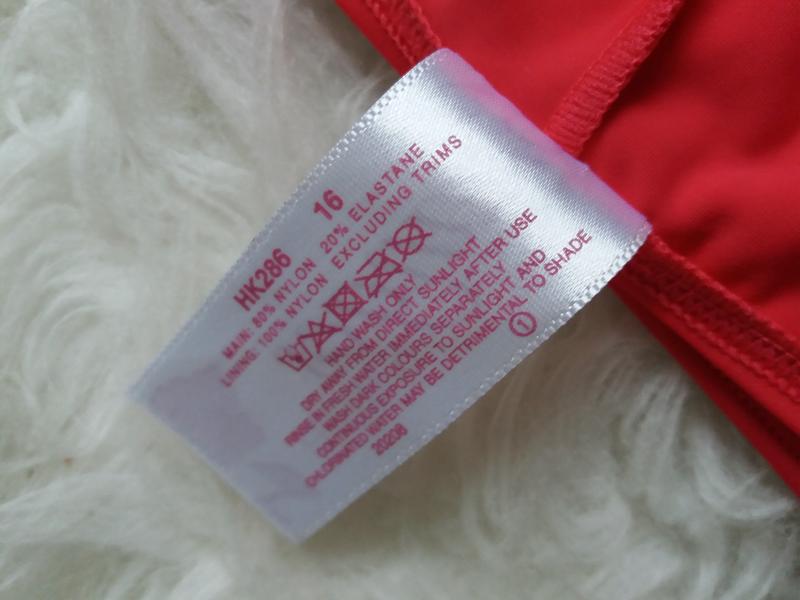 HK286 16
MAIN: 80% NYLON 20% ELASTANE
LINING: 100% NYLON EXCLUDING TRIMS
HAND WASH ONLY
DRY AWAY FROM DIRECT SUNLIGHT
RINSE IN FRESH WATER IMMEDIATELY AFTER USE
WASH DARK COLOURS SEPARATELY
CONTINUOUS EXPOSURE TO SUNLIGHT AND
CHLORINATED WATER MAY BE DETRIMENTAL TO SHADE
20208 1